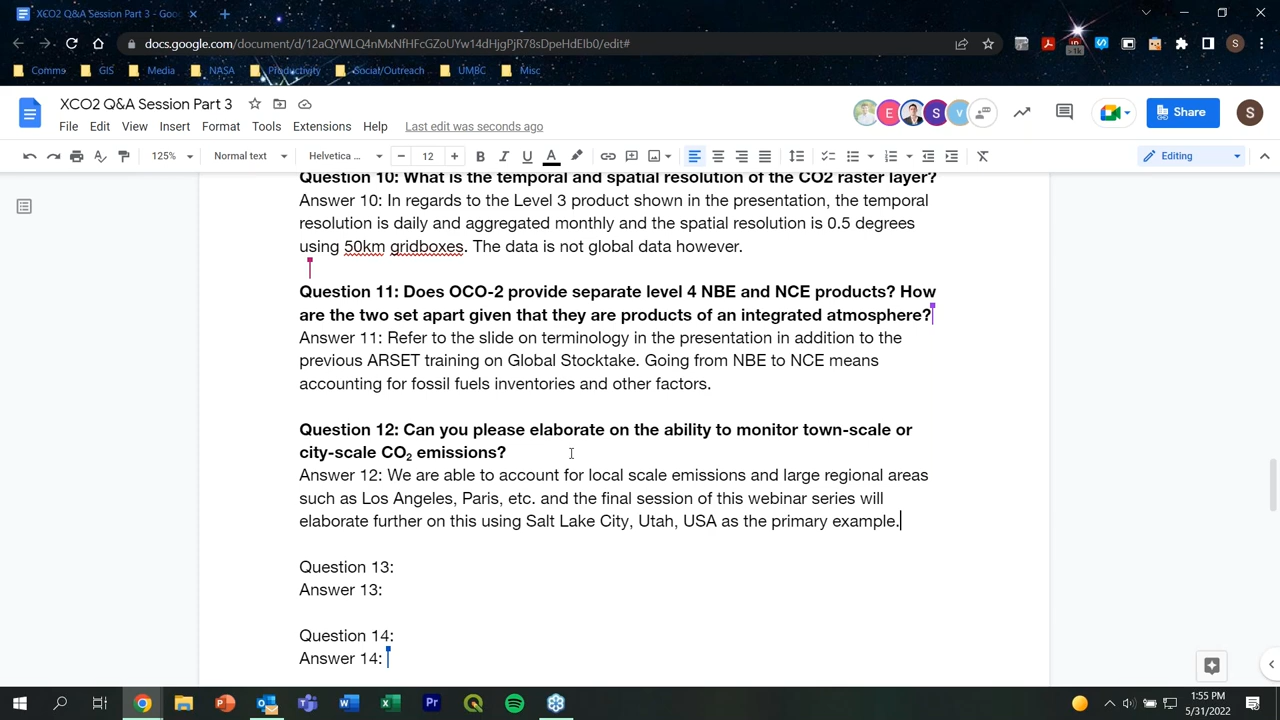 XCO2 Q&A Session Part 3 - Goo
docs.google.com/document/d/12aQYWLQ4nMxNfHFcGZoUYw14dHjgPjR78sDpeHdEIb0/edit#
S
Comms GIS Media NASA Productivity Social/Outreach UMBC Misc
XCO2 Q&A Session Part 3
E S V
Share
S
File Edit View Insert Format Tools Extensions Help Last edit was seconds ago
125% Normal text Helvetica ... 12 B I U A Editing
Question 10: What is the temporal and spatial resolution of the CO2 raster layer?
Answer 10: In regards to the Level 3 product shown in the presentation, the temporal
resolution is daily and aggregated monthly and the spatial resolution is 0.5 degrees
using 50km gridboxes. The data is not global data however.
Question 11: Does OCO-2 provide separate level 4 NBE and NCE products? How
are the two set apart given that they are products of an integrated atmosphere?
Answer 11: Refer to the slide on terminology in the presentation in addition to the
previous ARSET training on Global Stocktake. Going from NBE to NCE means
accounting for fossil fuels inventories and other factors.
Question 12: Can you please elaborate on the ability to monitor town-scale or
city-scale CO₂ emissions?
Answer 12: We are able to account for local scale emissions and large regional areas
such as Los Angeles, Paris, etc. and the final session of this webinar series will
elaborate further on this using Salt Lake City, Utah, USA as the primary example.
Question 13:
Answer 13:
Question 14:
Answer 14:
1:55 PM
5/31/2022